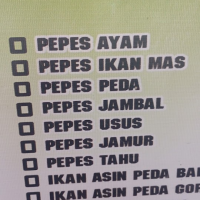 PEPES AYAM
PEPES IKAN MAS
PEPES PEDA
PEPES JAMBAL
PEPES USUS
PEPES JAMUR
PEPES TAHU
IKAN ASIN PEDA
IKAN ASIN PEDA